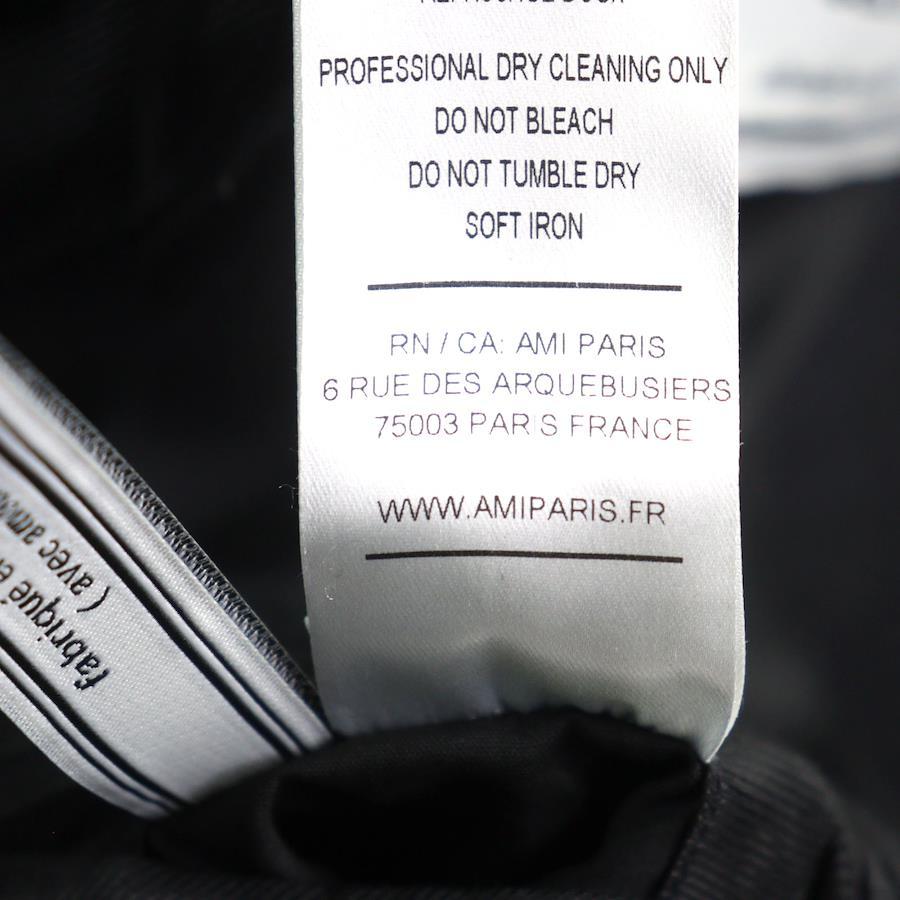 PROFESSIONAL DRY CLEANING ONLY
DO NOT BLEACH
DO NOT TUMBLE DRY
SOFT IRON
RN / CA: AMI PARIS
6 RUE DES ARQUEBUSIERS
75003 PARIS FRANCE
WWW.AMIPARIS.FR
fabriqué
( avec